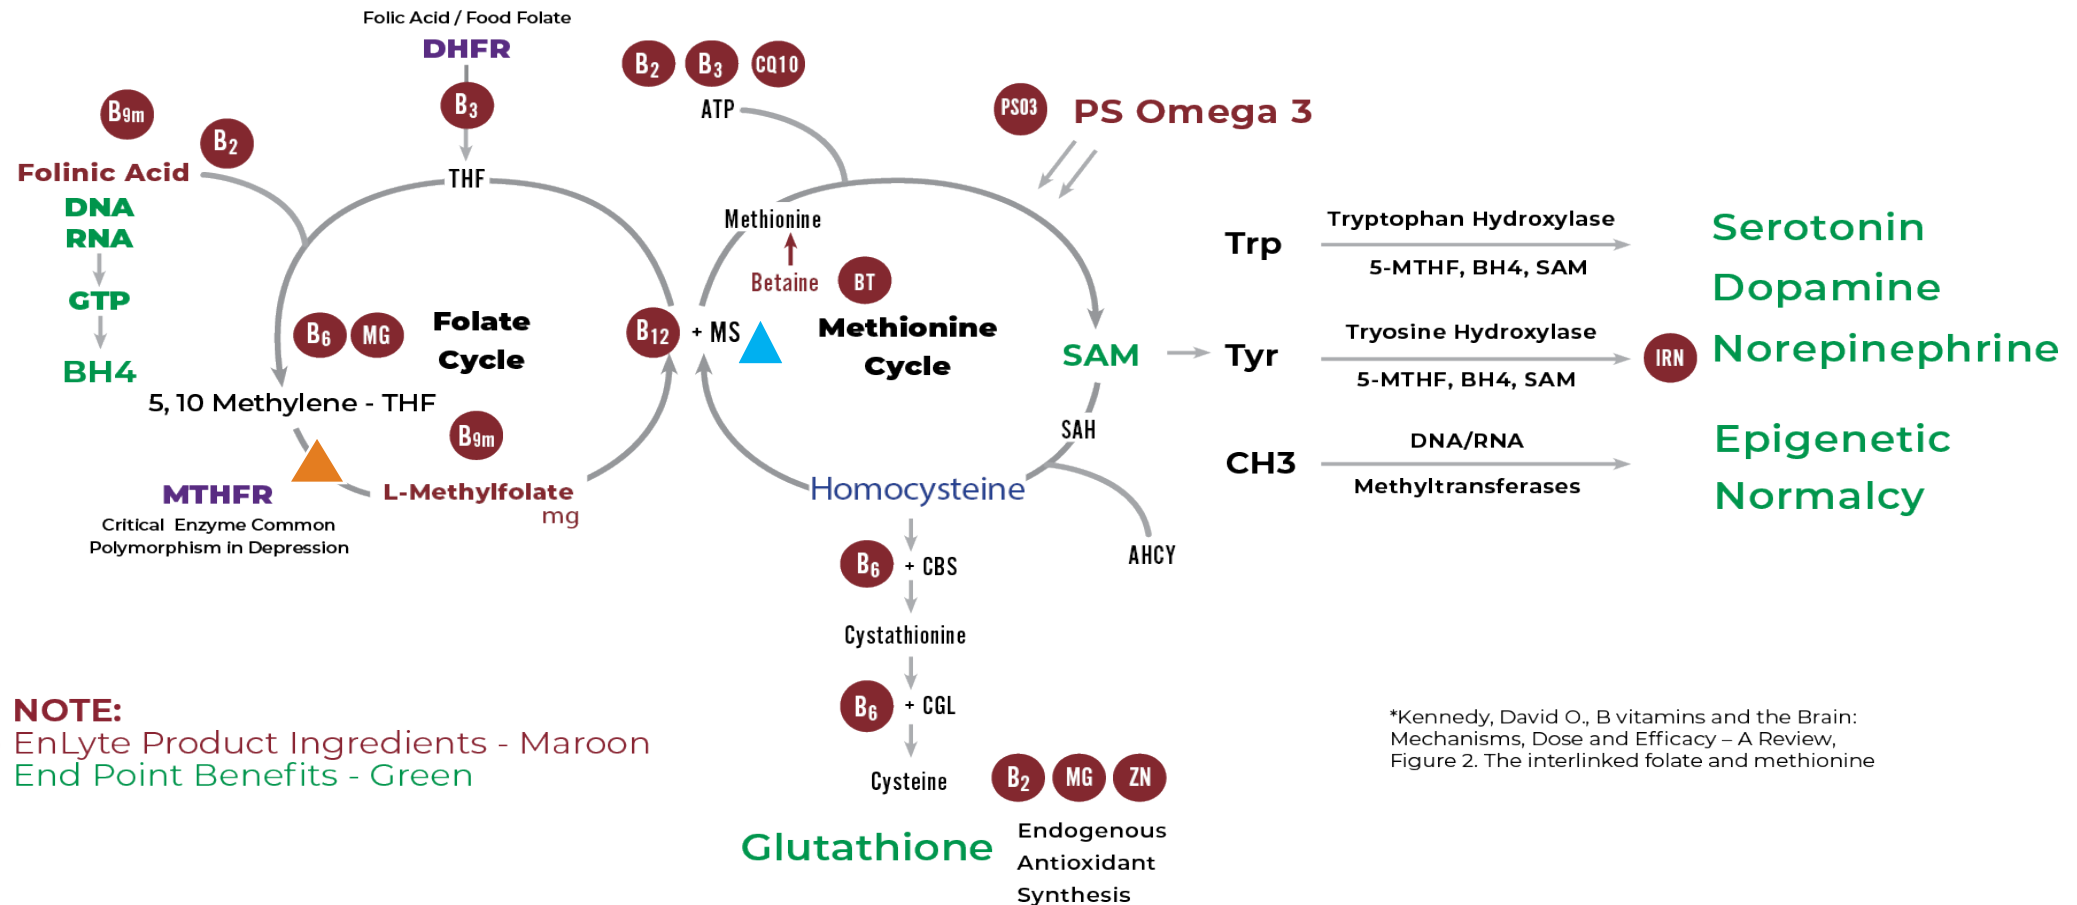 Folic Acid / Food Folate
DHFR
B3
THF
B9m
B2
Folinic Acid
DNA
RNA
GTP
BH4
B6 MG
Folate
Cycle
5, 10 Methylene - THF
B9m
MTHFR
Critical Enzyme Common
Polymorphism in Depression
L-Methylfolate
mg
B2 B3 CQ10
ATP
Methionine
Betaine
BT
B12 + MS
Methionine
Cycle
PSO3 PS Omega 3
SAM
SAH
Homocysteine
AHCY
B6 + CBS
Cystathionine
B6 + CGL
Cysteine
B2 MG ZN
Glutathione
Endogenous
Antioxidant
Synthesis
Trp
Tryptophan Hydroxylase
5-MTHF, BH4, SAM
Serotonin
Dopamine
Tyr
Tryosine Hydroxylase
5-MTHF, BH4, SAM
IRN
Norepinephrine
CH3
DNA/RNA
Methyltransferases
Epigenetic
Normalcy
NOTE:
EnLyte Product Ingredients - Maroon
End Point Benefits - Green
*Kennedy, David O., B vitamins and the Brain:
Mechanisms, Dose and Efficacy – A Review,
Figure 2. The interlinked folate and methionine